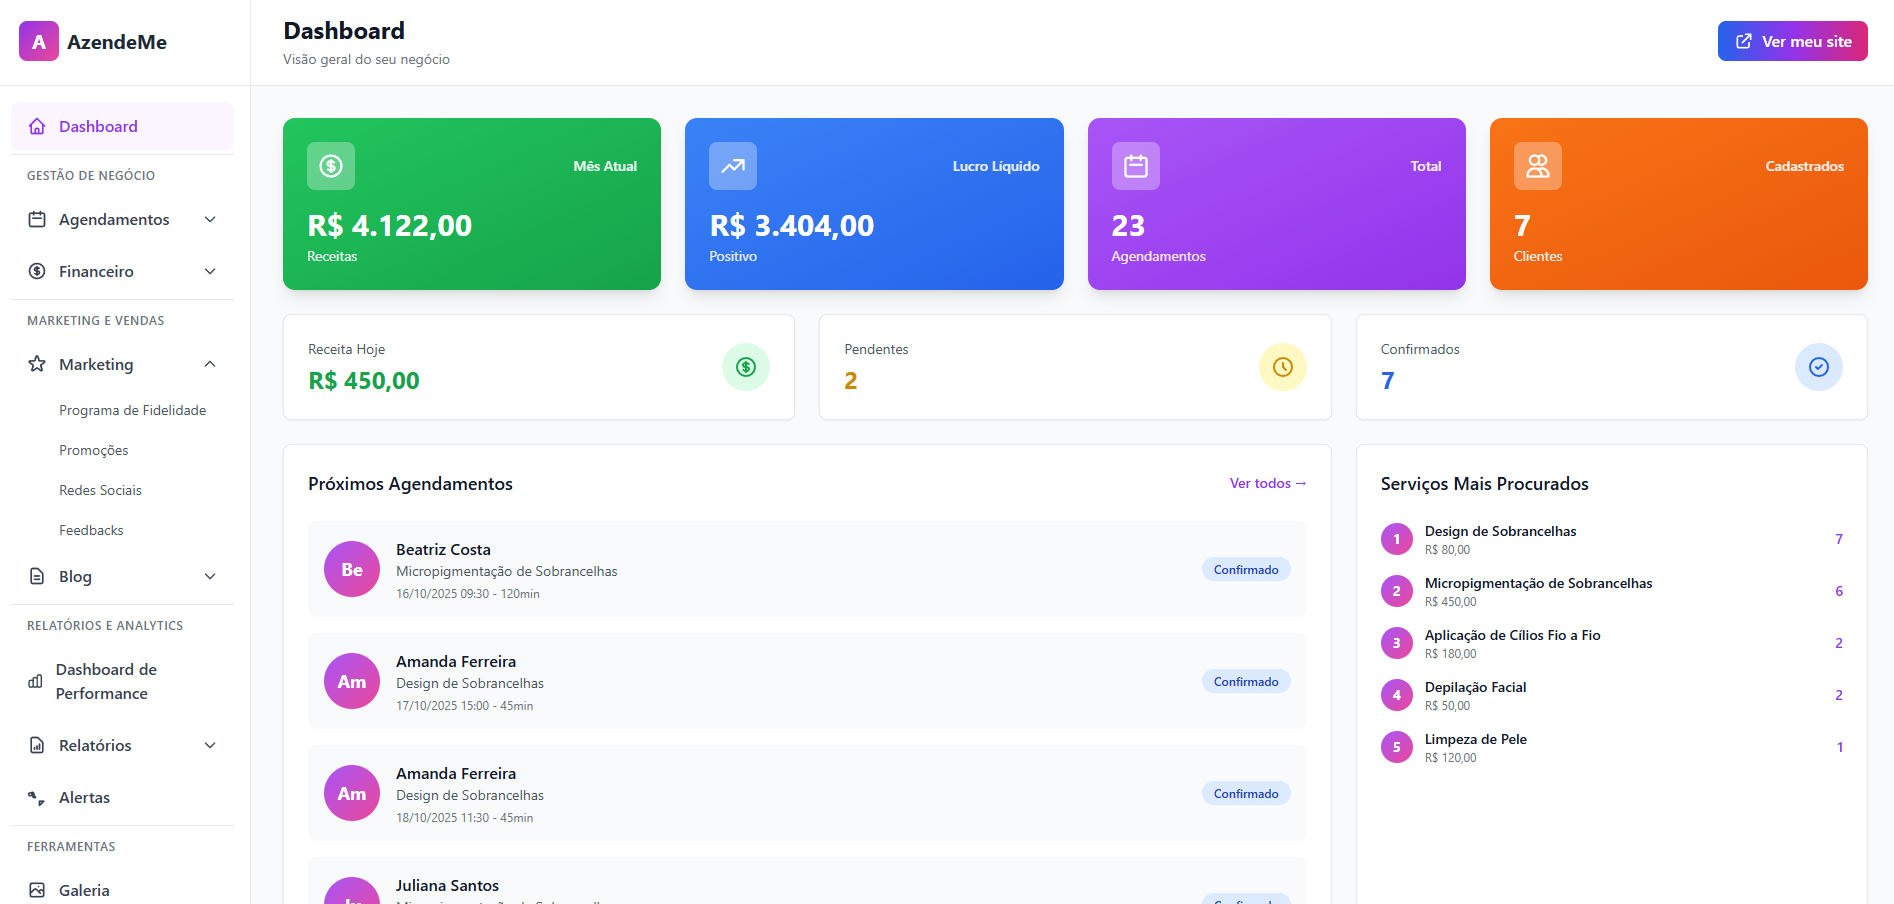 A AzendeMe
Dashboard
GESTÃO DE NEGÓCIO
Agendamentos
Financeiro
MARKETING E VENDAS
Marketing
Programa de Fidelidade
Promoções
Redes Sociais
Feedbacks
Blog
RELATÓRIOS E ANALYTICS
Dashboard de
Performance
Relatórios
Alertas
FERRAMENTAS
Galeria
Dashboard
Visão geral do seu negócio
Ver meu site
Mês Atual
R$ 4.122,00
Receitas
Lucro Líquido
R$ 3.404,00
Positivo
Total
23
Agendamentos
Cadastrados
7
Clientes
Receita Hoje
R$ 450,00
Pendentes
2
Confirmados
7
Próximos Agendamentos
Ver todos →
Be
Beatriz Costa
Micropigmentação de Sobrancelhas
16/10/2025 09:30 - 120min
Confirmado
Am
Amanda Ferreira
Design de Sobrancelhas
17/10/2025 15:00 - 45min
Confirmado
Am
Amanda Ferreira
Design de Sobrancelhas
18/10/2025 11:30 - 45min
Confirmado
Juliana Santos
Serviços Mais Procurados
1 Design de Sobrancelhas 7
R$ 80,00
2 Micropigmentação de Sobrancelhas 6
R$ 450,00
3 Aplicação de Cílios Fio a Fio 2
R$ 180,00
4 Depilação Facial 2
R$ 50,00
5 Limpeza de Pele 1
R$ 120,00